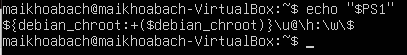 maikhoabach@maikhoabach-VirtualBox:~$ echo "$PS1"
${debian_chroot:+($debian_chroot)}\u@\h:\w\$
maikhoabach@maikhoabach-VirtualBox:~$ _